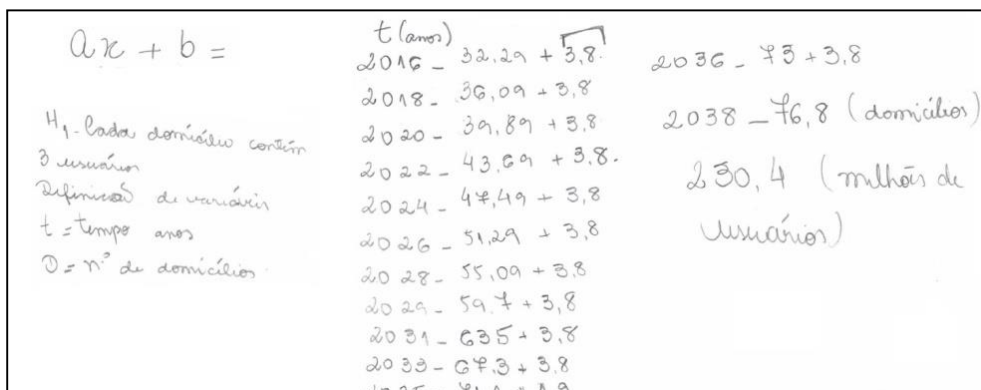 ax + b =
H1 - Cada domicílio contém
3 usuários
Definição de variáveis
t = tempo anos
D = nº de domicílios
t (anos)
2016 - 32,29 + 3,8.
2018 - 36,09 + 3,8
2020 - 39,89 + 3,8
2022 - 43,69 + 3,8.
2024 - 47,49 + 3,8
2026 - 51,29 + 3,8
2028 - 55,09 + 3,8
2029 - 59,7 + 3,8
2031 - 635 + 3,8
2033 - 67,3 + 3,8
2036 - 73 + 3,8
2038 - 76,8 (domicílios)
230,4 (milhões de
usuários)